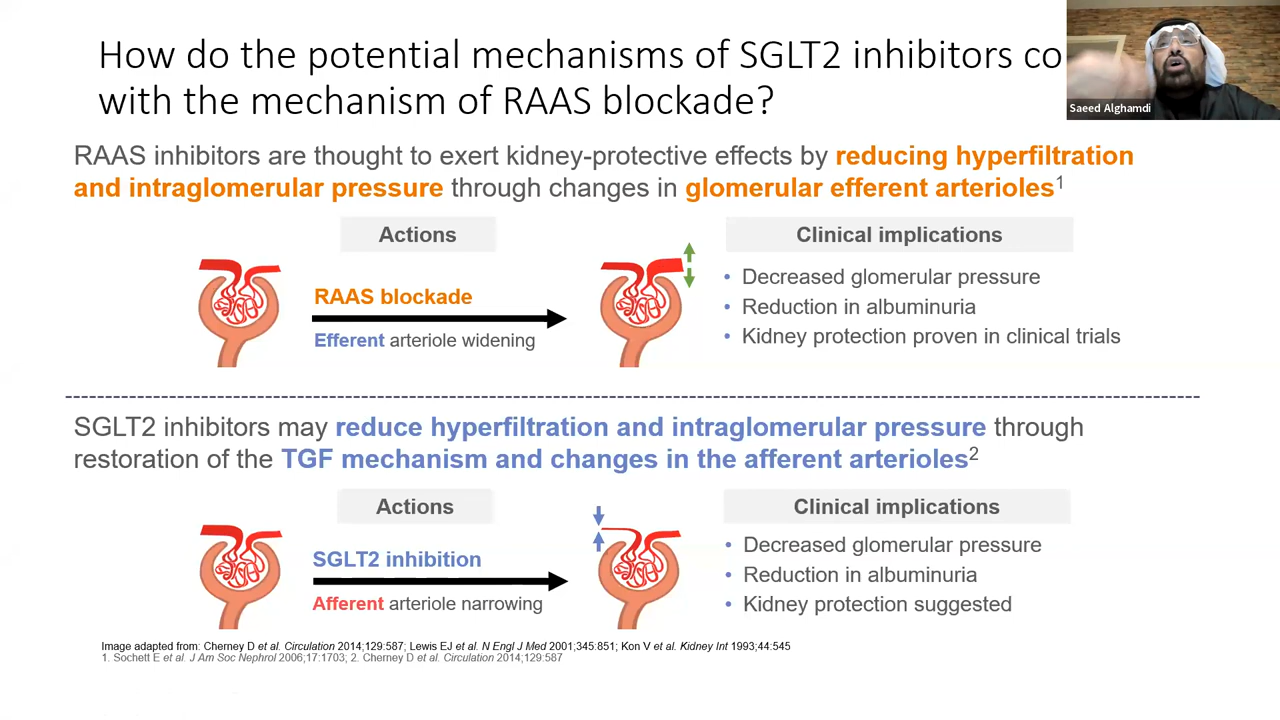 How do the potential mechanisms of SGLT2 inhibitors co
with the mechanism of RAAS blockade?
Saeed Alghamdi
RAAS inhibitors are thought to exert kidney-protective effects by reducing hyperfiltration
and intraglomerular pressure through changes in glomerular efferent arterioles1
Actions
Clinical implications
RAAS blockade
Efferent arteriole widening
• Decreased glomerular pressure
• Reduction in albuminuria
• Kidney protection proven in clinical trials
SGLT2 inhibitors may reduce hyperfiltration and intraglomerular pressure through
restoration of the TGF mechanism and changes in the afferent arterioles2
Actions
Clinical implications
SGLT2 inhibition
Afferent arteriole narrowing
• Decreased glomerular pressure
• Reduction in albuminuria
• Kidney protection suggested
Image adapted from: Cherney D et al. Circulation 2014;129:587; Lewis EJ et al. N Engl J Med 2001;345:851; Kon V et al. Kidney Int 1993;44:545
1. Sochett E et al. J Am Soc Nephrol 2006;17:1703; 2. Cherney D et al. Circulation 2014;129:587